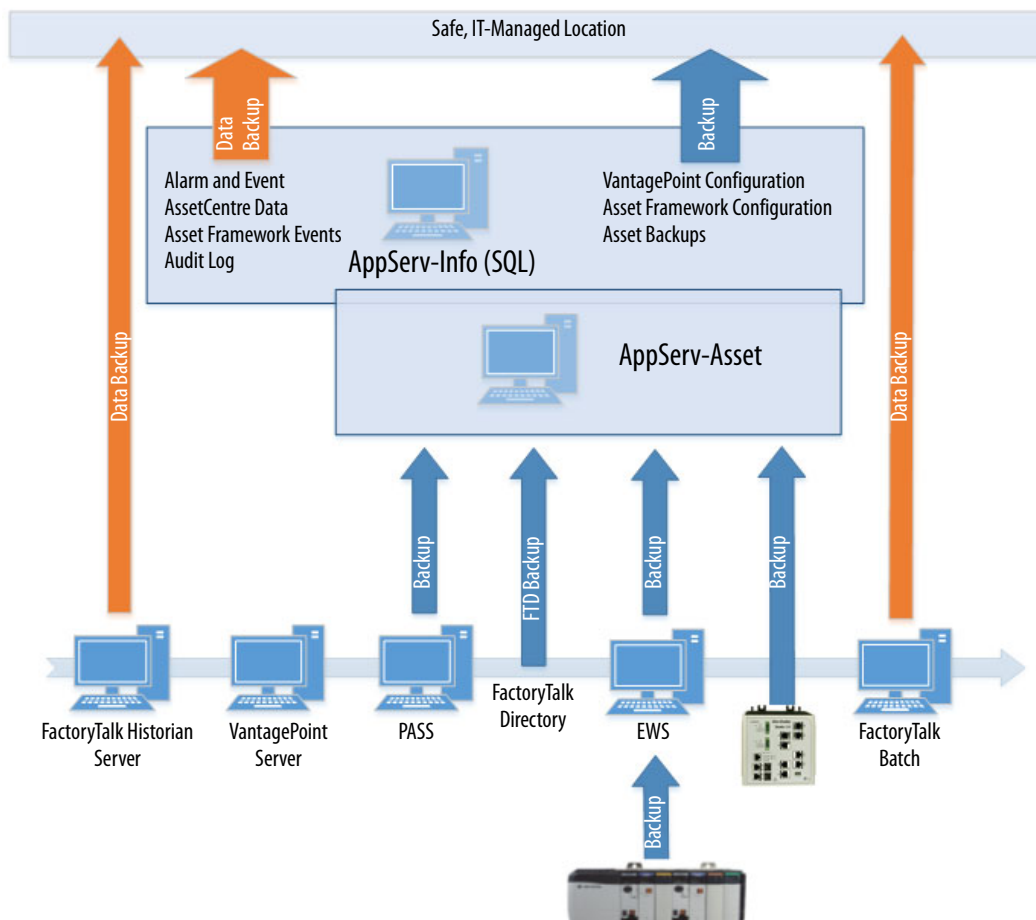 Safe, IT-Managed Location
Data
Backup
Backup
Alarm and Event
AssetCentre Data
Asset Framework Events
Audit Log
VantagePoint Configuration
Asset Framework Configuration
Asset Backups
AppServ-Info (SQL)
AppServ-Asset
Data Backup
Data Backup
Backup
FTD Backup
Backup
Backup
FactoryTalk Historian
Server
VantagePoint
Server
PASS
FactoryTalk
Directory
EWS
FactoryTalk
Batch
Backup